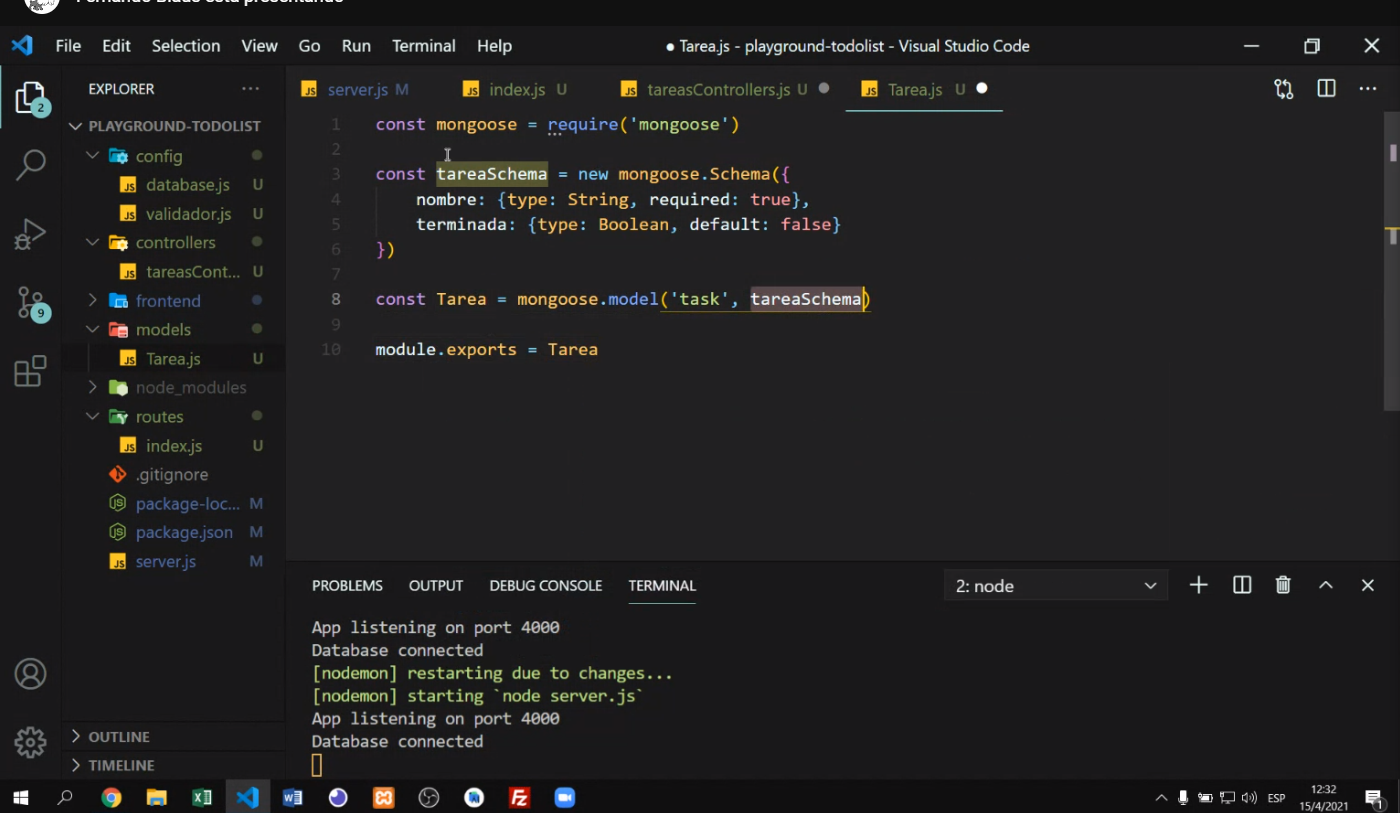 Fernando Blaus está presentando
File Edit Selection View Go Run Terminal Help
● Tarea.js - playground-todolist - Visual Studio Code
EXPLORER ...
server.js M
index.js U
tareasControllers.js U ●
Tarea.js U ●
PLAYGROUND-TODOLIST
config
database.js U
validador.js U
controllers
tareasCont... U
frontend
models
Tarea.js U
node_modules
routes
index.js U
.gitignore
package-loc... M
package.json M
server.js M
OUTLINE
TIMELINE
2
9
1 const mongoose = require('mongoose')
2
3 const tareaSchema = new mongoose.Schema({
4 nombre: {type: String, required: true},
5 terminada: {type: Boolean, default: false}
6 })
7
8 const Tarea = mongoose.model('task', tareaSchema)
9
10 module.exports = Tarea
PROBLEMS OUTPUT DEBUG CONSOLE TERMINAL 2: node
App listening on port 4000
Database connected
[nodemon] restarting due to changes...
[nodemon] starting `node server.js`
App listening on port 4000
Database connected
ESP
12:32
15/4/2021
1